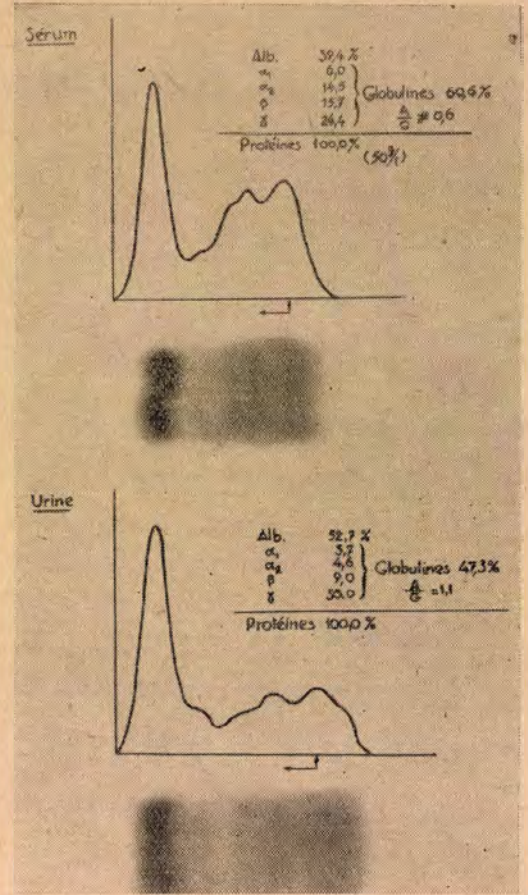 Sérum
Alb. 39,4 %
α₁ 6,0
α₂ 14,5
β 13,7
γ 26,4
Globulines 60,6%
A/G ≠ 0,6
Protéines 100,0%
(50 g/l)
Urine
Alb. 52,7 %
α₁ 3,7
α₂ 4,6
β 9,0
γ 30,0
Globulines 47,3%
A/G = 1,1
Protéines 100,0 %